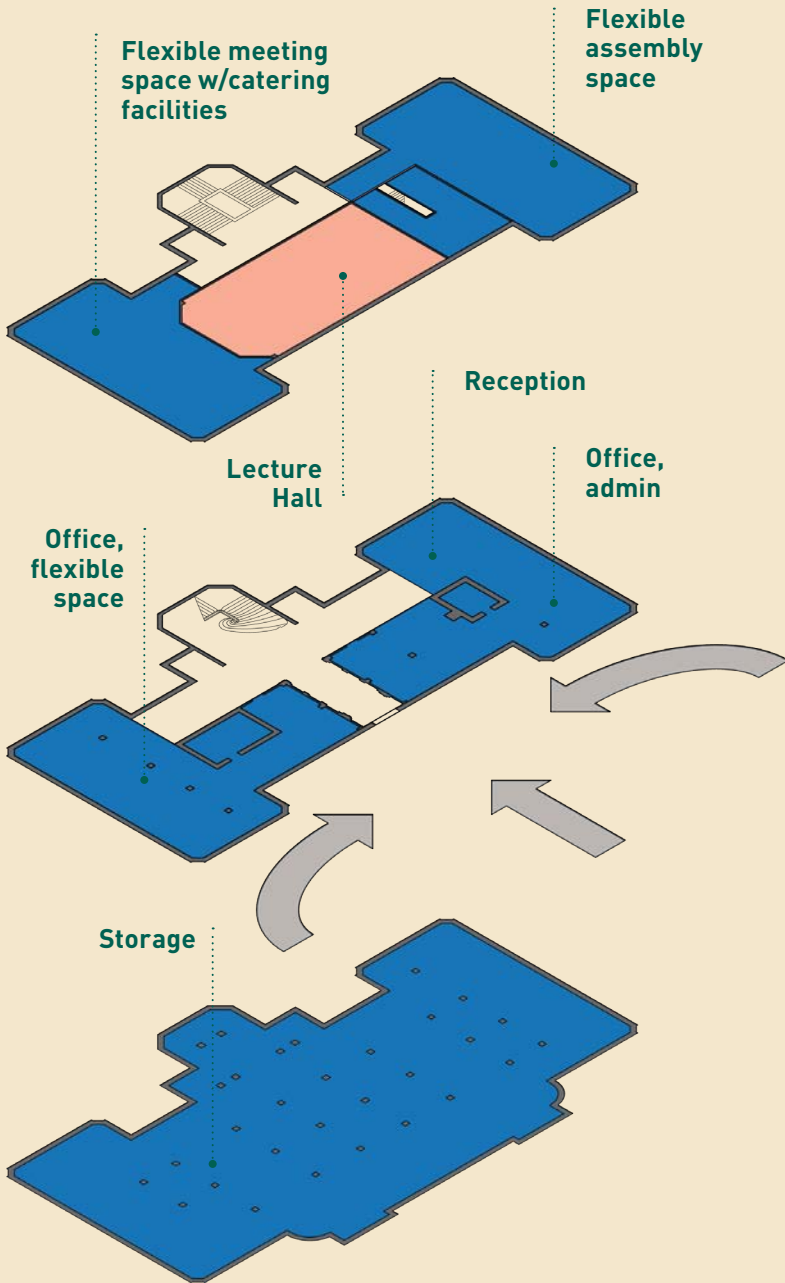 Flexible meeting
space w/catering
facilities
Flexible
assembly
space
Lecture
Hall
Reception
Office,
admin
Office,
flexible
space
Storage